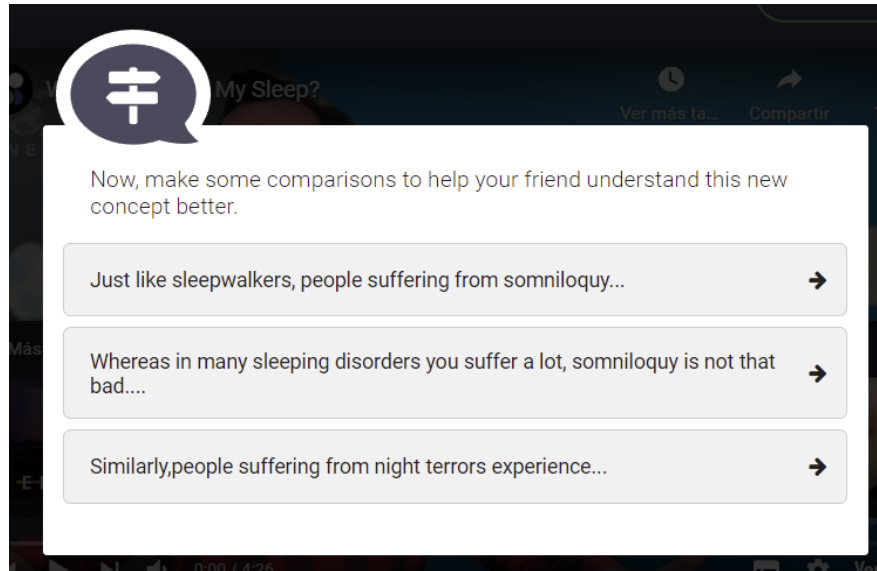 My Sleep?
Ver más ta...
Compartir
Now, make some comparisons to help your friend understand this new
concept better.
Just like sleepwalkers, people suffering from somniloquy...
Más
Whereas in many sleeping disorders you suffer a lot, somniloquy is not that
bad....
Similarly,people suffering from night terrors experience...
0:00 / 4:26